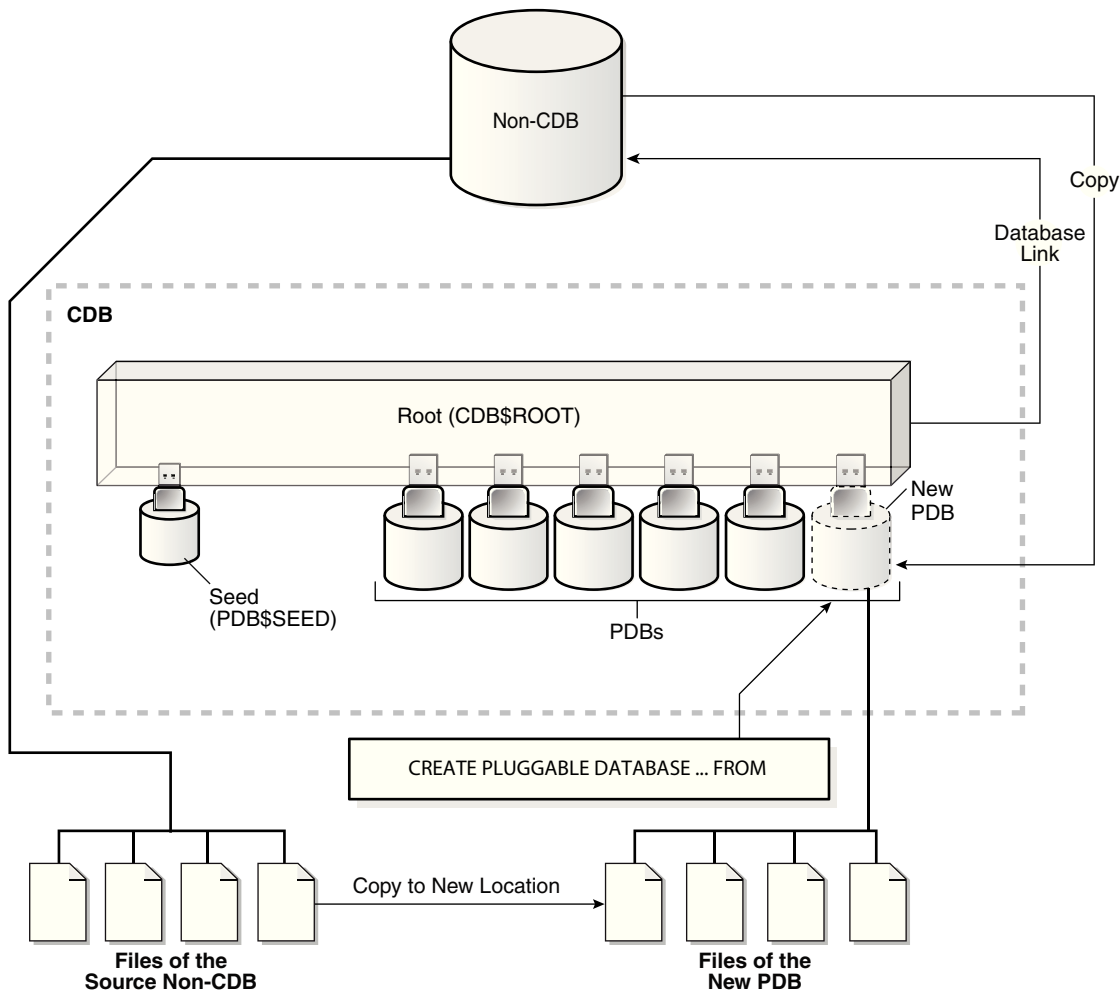 Non-CDB
Copy
Database
Link
CDB
Root (CDB$ROOT)
New
PDB
Seed
(PDB$SEED)
PDBs
CREATE PLUGGABLE DATABASE ... FROM
Copy to New Location
Files of the
Source Non-CDB
Files of the
New PDB